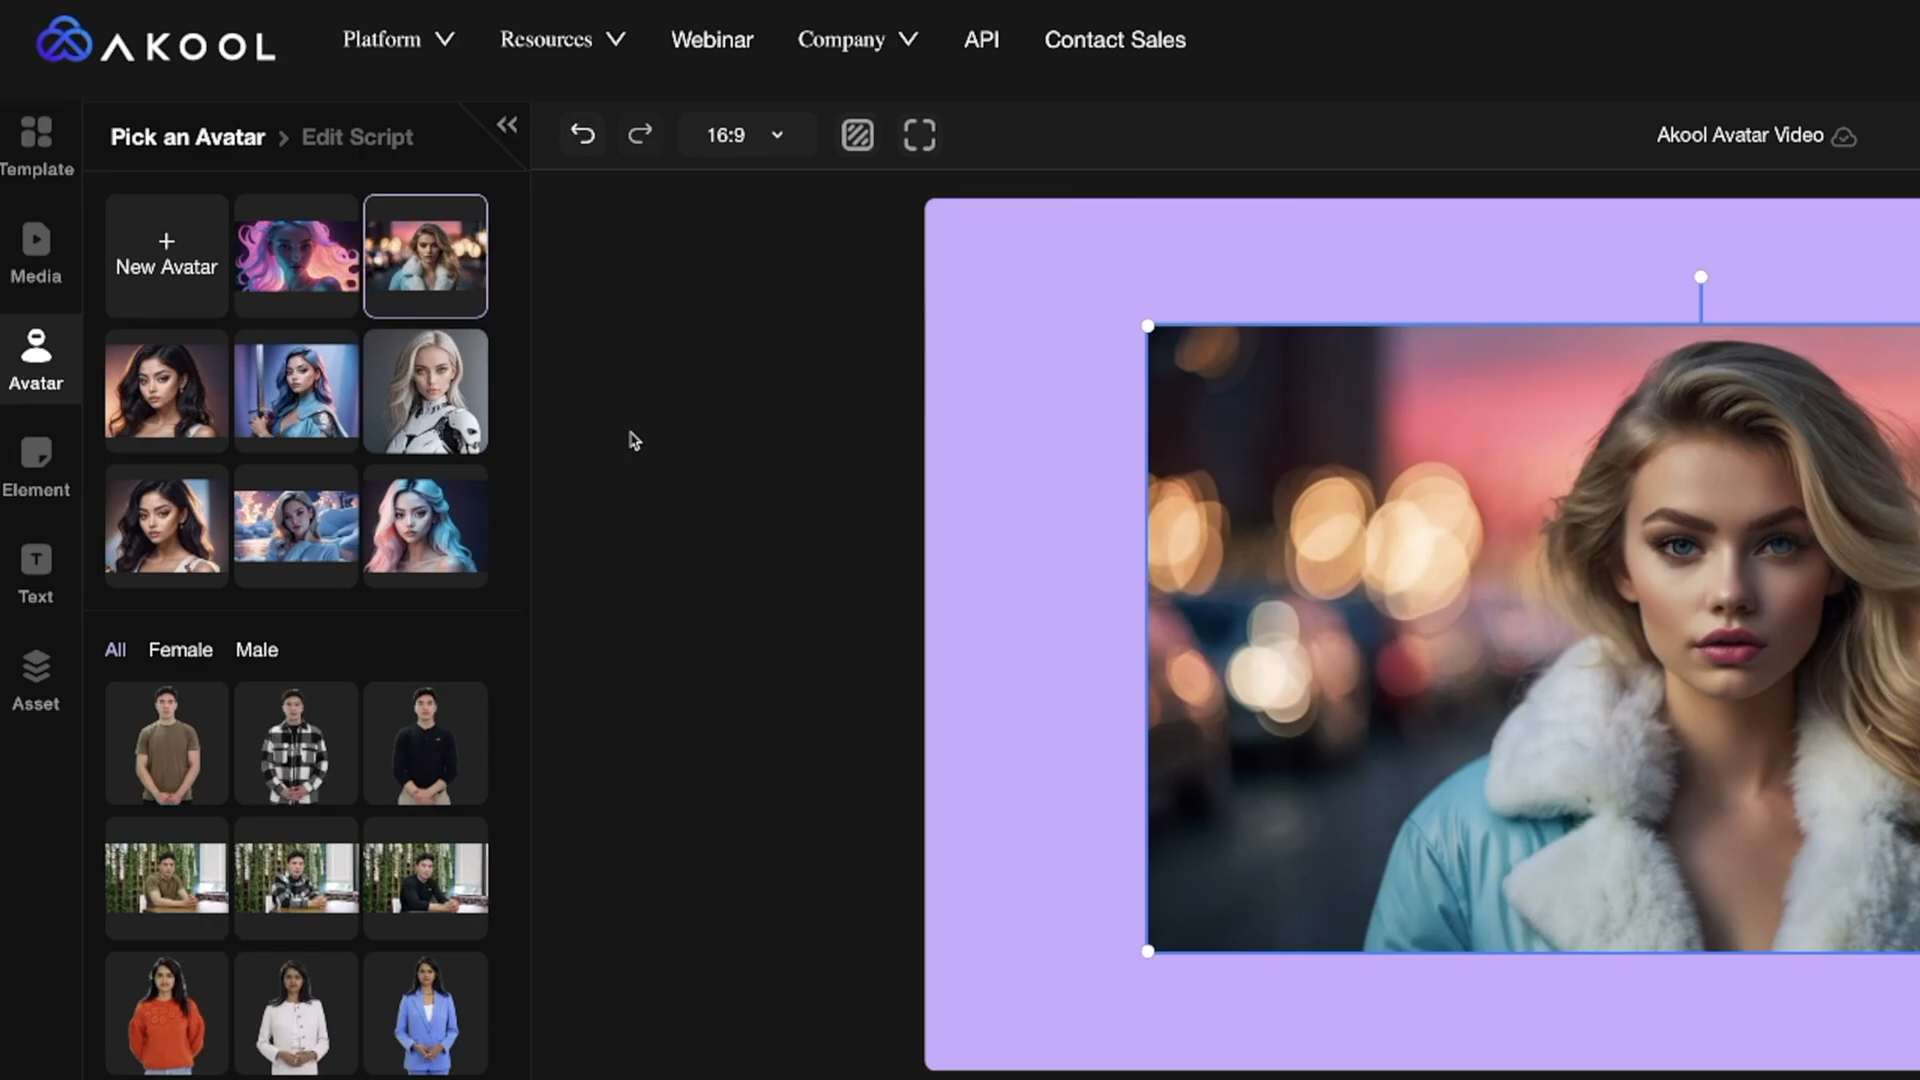 AKOOL
Platform
Resources
Webinar
Company
API
Contact Sales
Template
Media
Avatar
Element
Text
Asset
Pick an Avatar > Edit Script
16:9
Akool Avatar Video
+
New Avatar
All Female Male
T